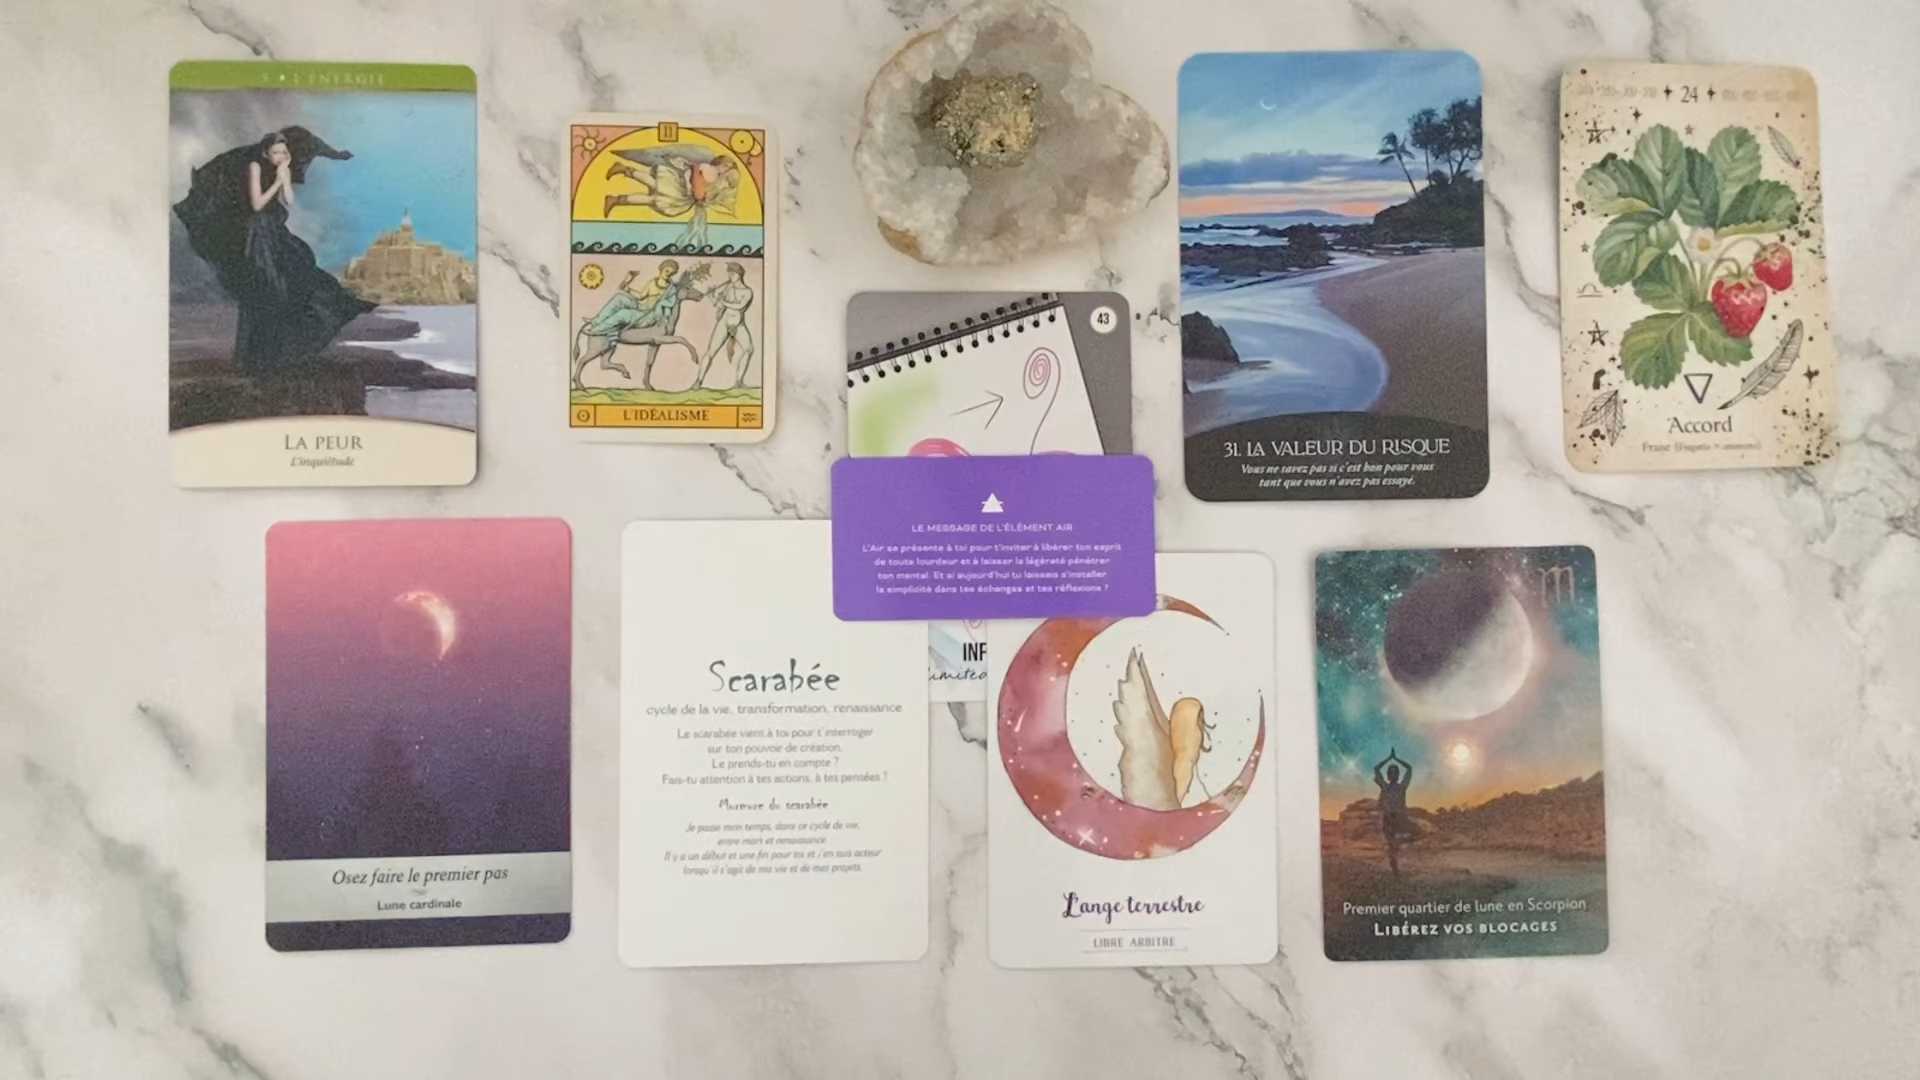 5 • L'ÉNERGIE
LA PEUR
L'inquiétude
II
L'IDÉALISME
43
31. LA VALEUR DU RISQUE
Vous ne savez pas si c'est bon pour vous
tant que vous n'avez pas essayé.
24
Accord
LE MESSAGE DE L'ÉLÉMENT AIR
L'Air se présente à toi pour t'inviter à libérer ton esprit
de toute lourdeur et à laisser la légèreté pénétrer
ton mental. Et si aujourd'hui tu laissais s'installer
la simplicité dans tes échanges et tes réflexions ?
Osez faire le premier pas
Lune cardinale
INF
Scarabée
cycle de la vie, transformation, renaissance
Le scarabée vient à toi pour t'interroger
sur ton pouvoir de création.
Le prends-tu en compte ?
Fais-tu attention à tes actions, à tes pensées ?
Murmure du scarabée
Je passe mon temps, dans ce cycle de vie,
entre mort et renaissance
Il y a un début et une fin pour toi et j'en suis acteur
lorsqu'il s'agit de ma vie et de mes projets.
L'ange terrestre
LIBRE ARBITRE
Premier quartier de lune en Scorpion
LIBÉREZ VOS BLOCAGES